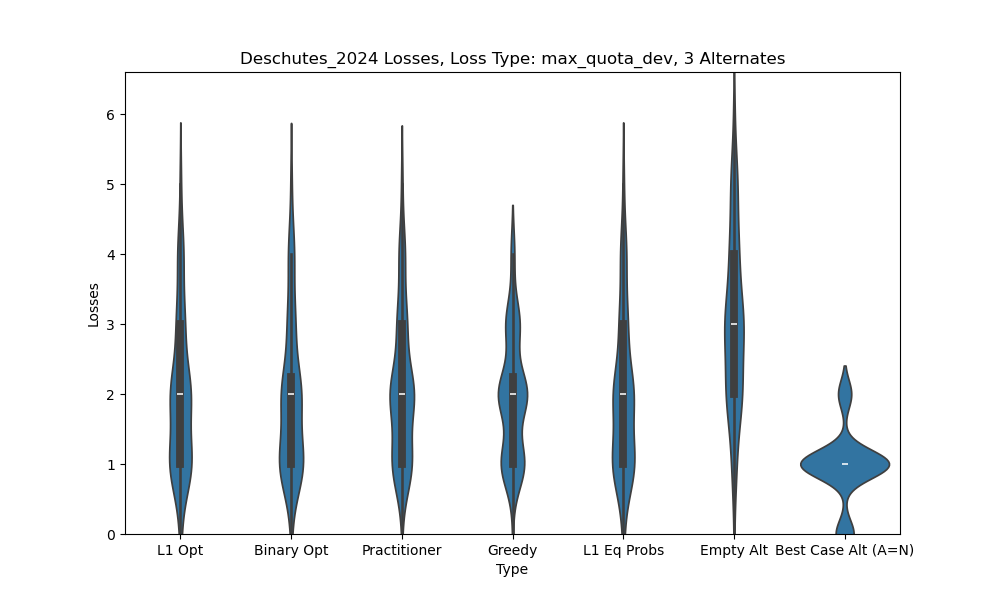 Deschutes_2024 Losses, Loss Type: max_quota_dev, 3 Alternates
6
5
4
3
2
1
0
Losses
L1 Opt Binary Opt Practitioner Greedy L1 Eq Probs Empty Alt Best Case Alt (A=N)
Type